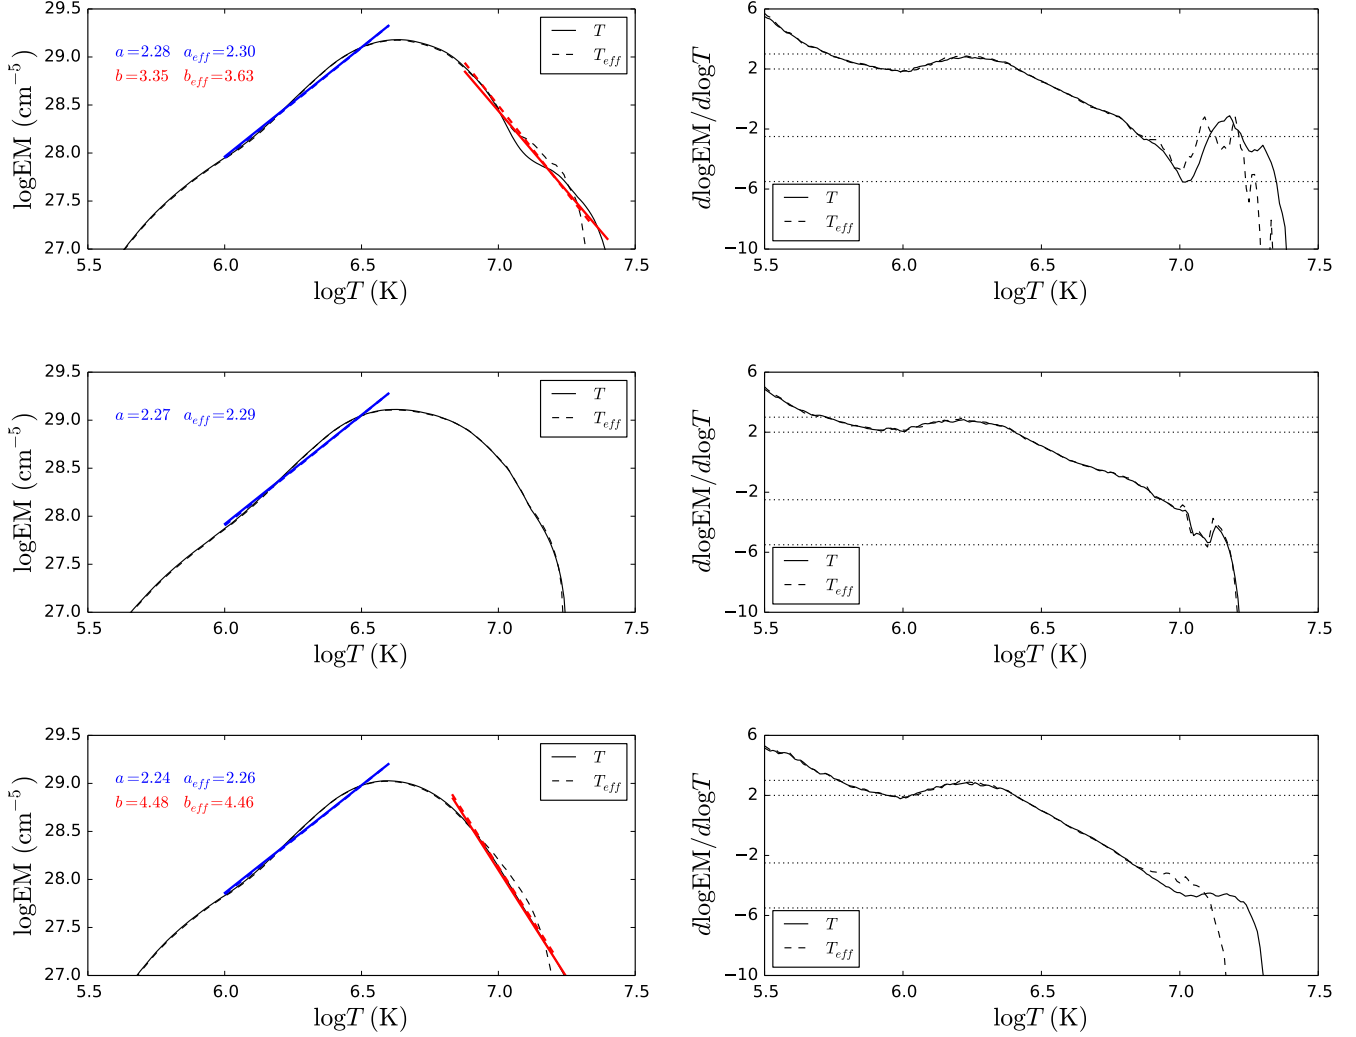 29.5
29.0
28.5
28.0
27.5
27.0
logEM (cm⁻⁵)
a=2.28 a_eff=2.30
b=3.35 b_eff=3.63
T
T_eff
5.5 6.0 6.5 7.0 7.5
logT (K)
6
2
−2
−6
−10
dlogEM/dlogT
T
T_eff
5.5 6.0 6.5 7.0 7.5
logT (K)
29.5
29.0
28.5
28.0
27.5
27.0
logEM (cm⁻⁵)
a=2.27 a_eff=2.29
T
T_eff
5.5 6.0 6.5 7.0 7.5
logT (K)
6
2
−2
−6
−10
dlogEM/dlogT
T
T_eff
5.5 6.0 6.5 7.0 7.5
logT (K)
29.5
29.0
28.5
28.0
27.5
27.0
logEM (cm⁻⁵)
a=2.24 a_eff=2.26
b=4.48 b_eff=4.46
T
T_eff
5.5 6.0 6.5 7.0 7.5
logT (K)
6
2
−2
−6
−10
dlogEM/dlogT
T
T_eff
5.5 6.0 6.5 7.0 7.5
logT (K)